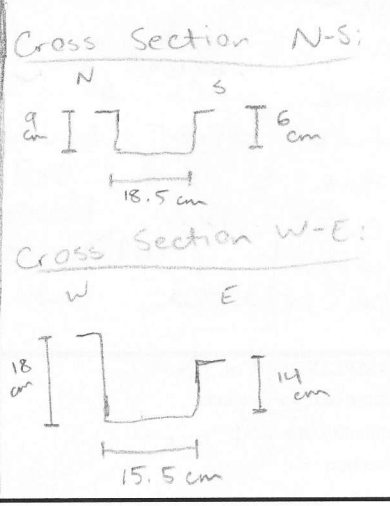 Cross Section N-S:
N S
9 cm 6 cm
18.5 cm
Cross Section W-E:
W E
18 cm 14 cm
15.5 cm